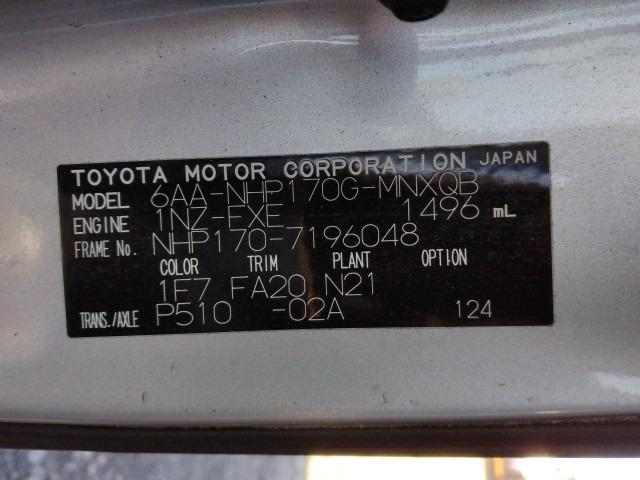 TOYOTA MOTOR CORPORATION JAPAN
MODEL 6AA-NHP170G-MNXQB
ENGINE 1NZ-FXE 1496 mL
FRAME No. NHP170-7196048
COLOR TRIM PLANT OPTION
1F7 FA20 N21
TRANS./AXLE P510 -02A 124